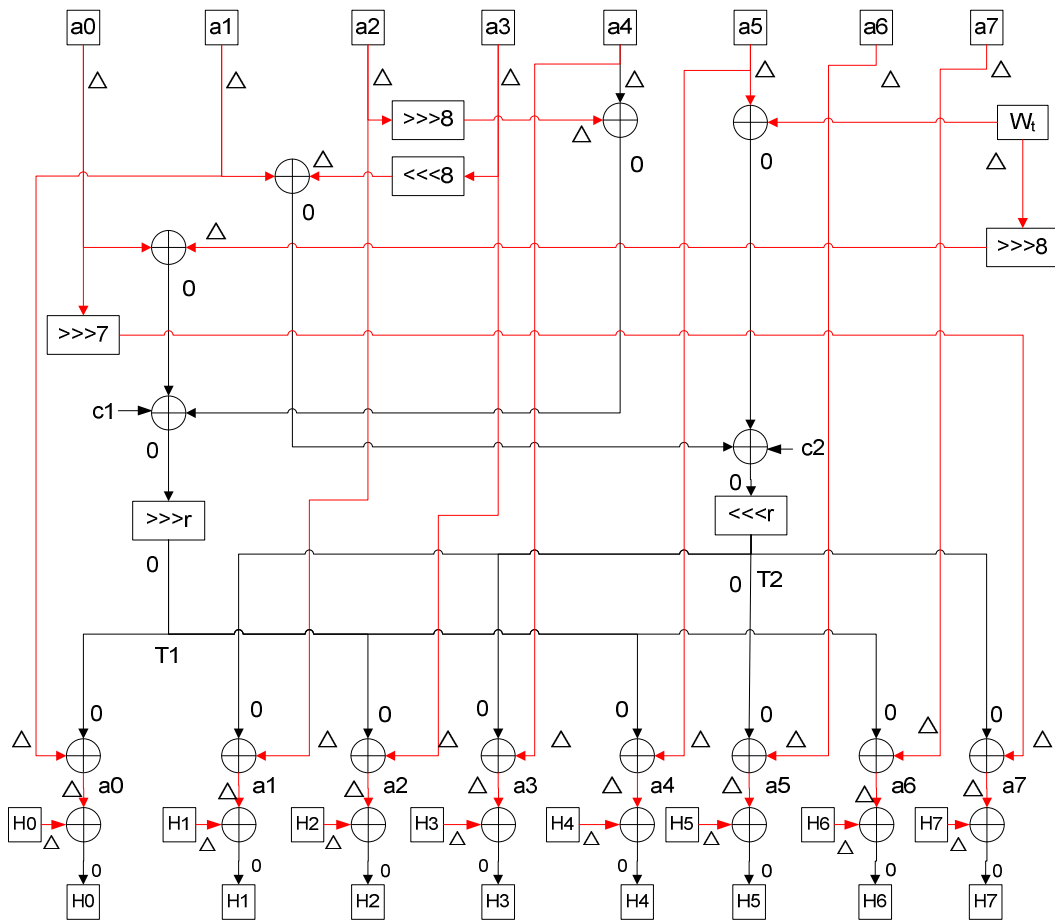 a0 a1 a2 a3 a4 a5 a6 a7
△ △ △ △ △ △ △ △
>>>8 △ 0 0 Wt
△
△ <<<8
0
△ >>>8
0
>>>7
c1
0 c2
0
>>>r <<<r
0 0 T2
T1
0 0 0 0 0 0 0 0
△ △ △ △ △ △ △
△ a0 △ a1 △ a2 △ a3 △ a4 △ a5 △ a6 △ a7
H0 H1 H2 H3 H4 H5 H6 H7
△ △ △ △ △ △ △ △
0 0 0 0 0 0 0 0
H0 H1 H2 H3 H4 H5 H6 H7